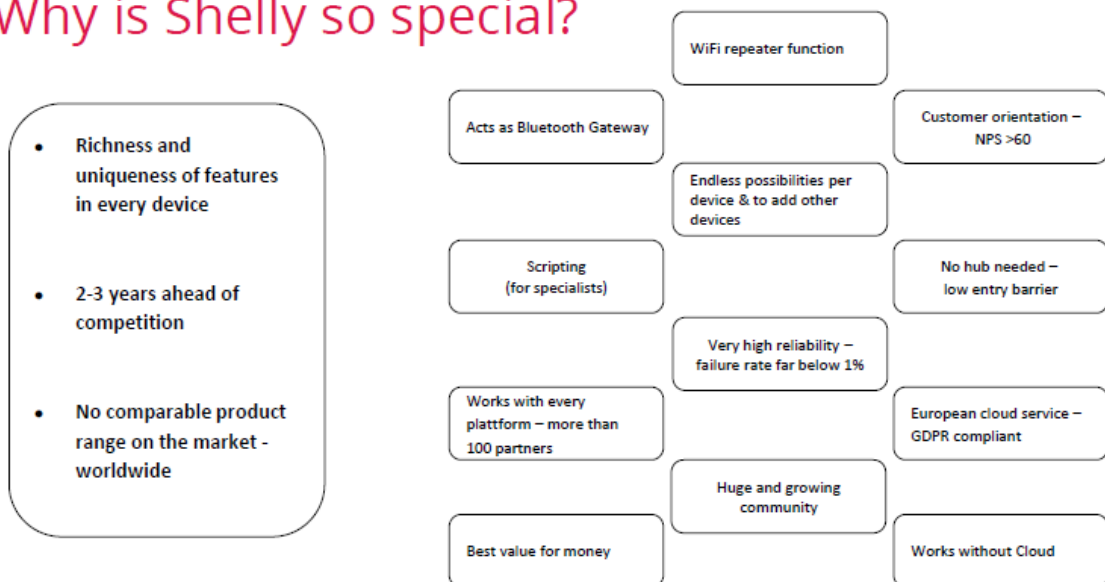 Why is Shelly so special?
• Richness and
uniqueness of features
in every device
• 2-3 years ahead of
competition
• No comparable product
range on the market -
worldwide
WiFi repeater function
Acts as Bluetooth Gateway
Customer orientation –
NPS >60
Endless possibilities per
device & to add other
devices
Scripting
(for specialists)
No hub needed –
low entry barrier
Very high reliability –
failure rate far below 1%
Works with every
plattform – more than
100 partners
European cloud service –
GDPR compliant
Huge and growing
community
Best value for money
Works without Cloud